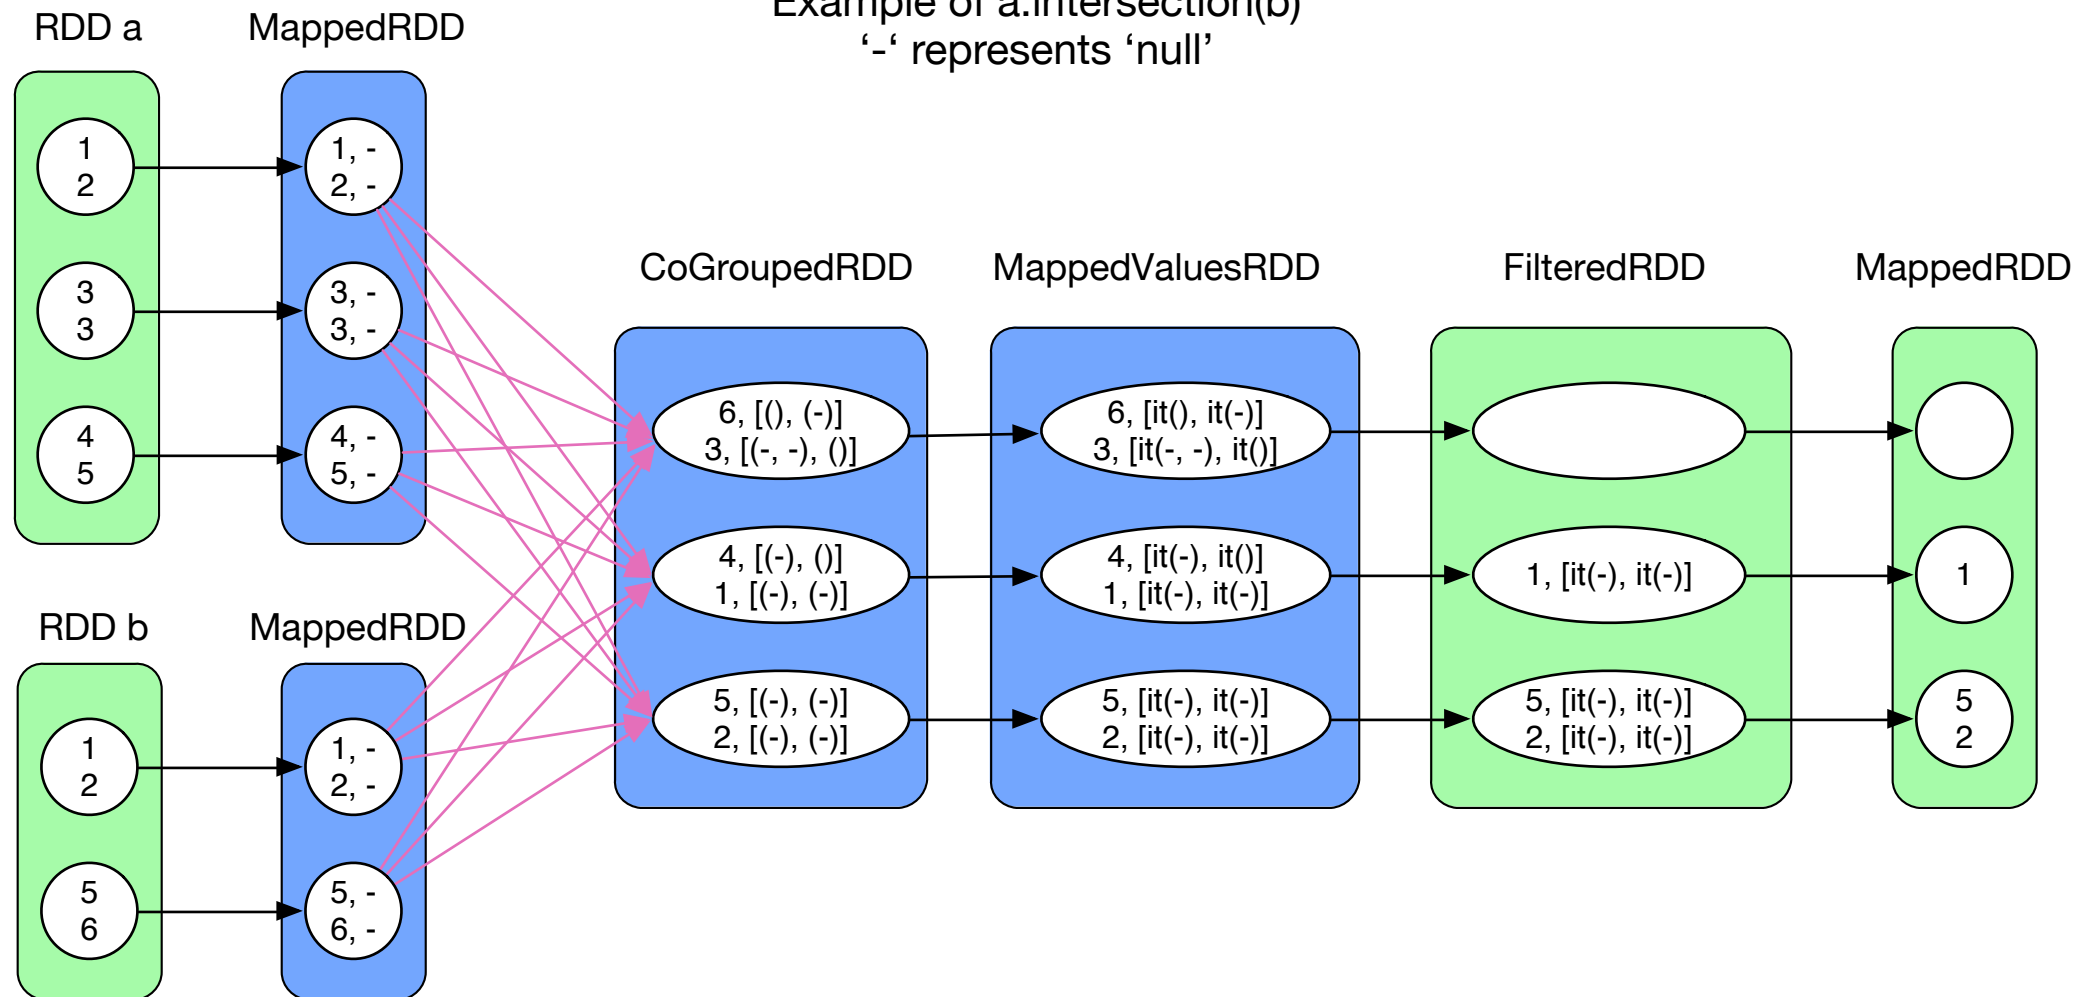 Example of a.intersection(b)
‘-‘ represents ‘null’
RDD a
MappedRDD
1
2
3
3
4
5
1, -
2, -
3, -
3, -
4, -
5, -
RDD b
MappedRDD
1
2
5
6
1, -
2, -
5, -
6, -
CoGroupedRDD
6, [(), (-)]
3, [(-, -), ()]
4, [(-), ()]
1, [(-), (-)]
5, [(-), (-)]
2, [(-), (-)]
MappedValuesRDD
6, [it(), it(-)]
3, [it(-, -), it()]
4, [it(-), it()]
1, [it(-), it(-)]
5, [it(-), it(-)]
2, [it(-), it(-)]
FilteredRDD
1, [it(-), it(-)]
5, [it(-), it(-)]
2, [it(-), it(-)]
MappedRDD
1
5
2